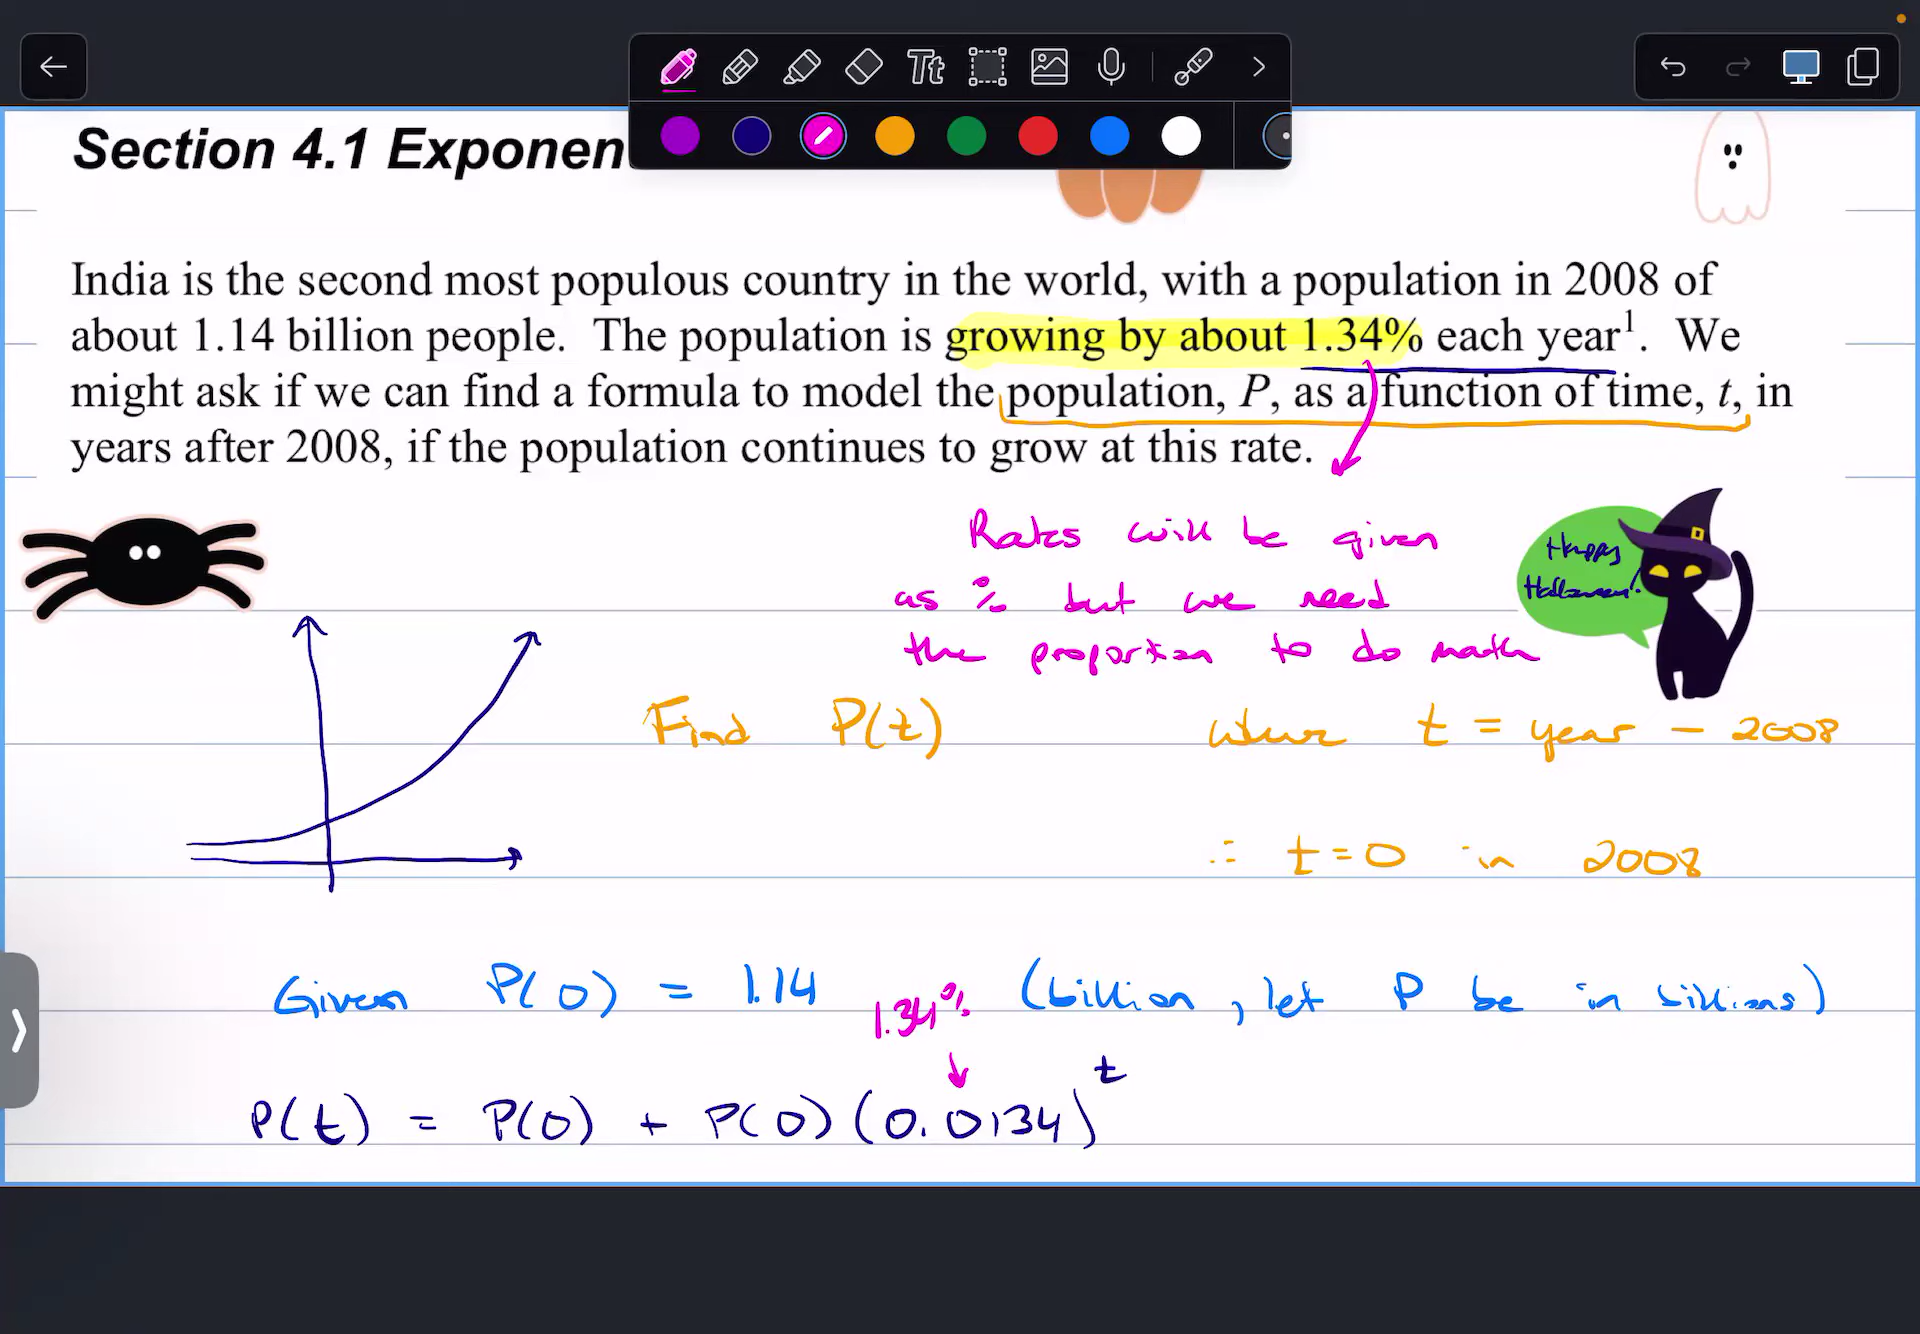 Tt
Section 4.1 Exponen
India is the second most populous country in the world, with a population in 2008 of
about 1.14 billion people. The population is growing by about 1.34% each year¹. We
might ask if we can find a formula to model the population, P, as a function of time, t, in
years after 2008, if the population continues to grow at this rate.
Rates will be given
as % but we need
the proportion to do math
Happy
Halloween!
Find P(t) where t = year - 2008
∴ t=0 in 2008
Given P(0) = 1.14 (billion, let P be in billions)
1.34%
P(t) = P(0) + P(0)(0.0134)^t